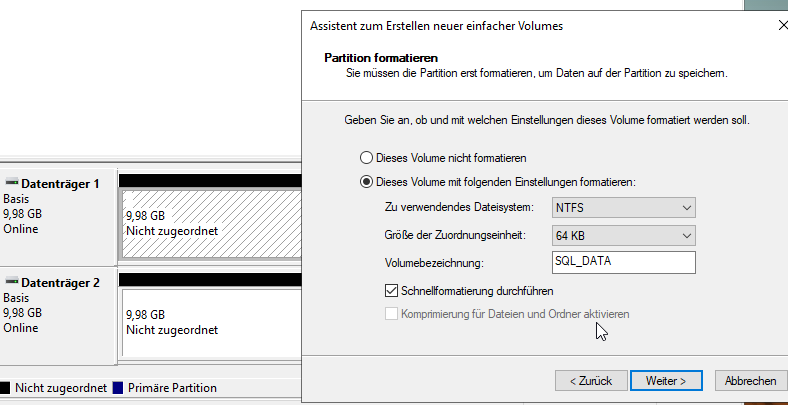 Assistent zum Erstellen neuer einfacher Volumes
Partition formatieren
Sie müssen die Partition erst formatieren, um Daten auf der Partition zu speichern.
Geben Sie an, ob und mit welchen Einstellungen dieses Volume formatiert werden soll.
Dieses Volume nicht formatieren
Dieses Volume mit folgenden Einstellungen formatieren:
Zu verwendendes Dateisystem: NTFS
Größe der Zuordnungseinheit: 64 KB
Volumebezeichnung: SQL_DATA
Schnellformatierung durchführen
Komprimierung für Dateien und Ordner aktivieren
< Zurück Weiter > Abbrechen
Datenträger 1
Basis
9,98 GB
Online
9,98 GB
Nicht zugeordnet
Datenträger 2
Basis
9,98 GB
Online
9,98 GB
Nicht zugeordnet
Nicht zugeordnet Primäre Partition